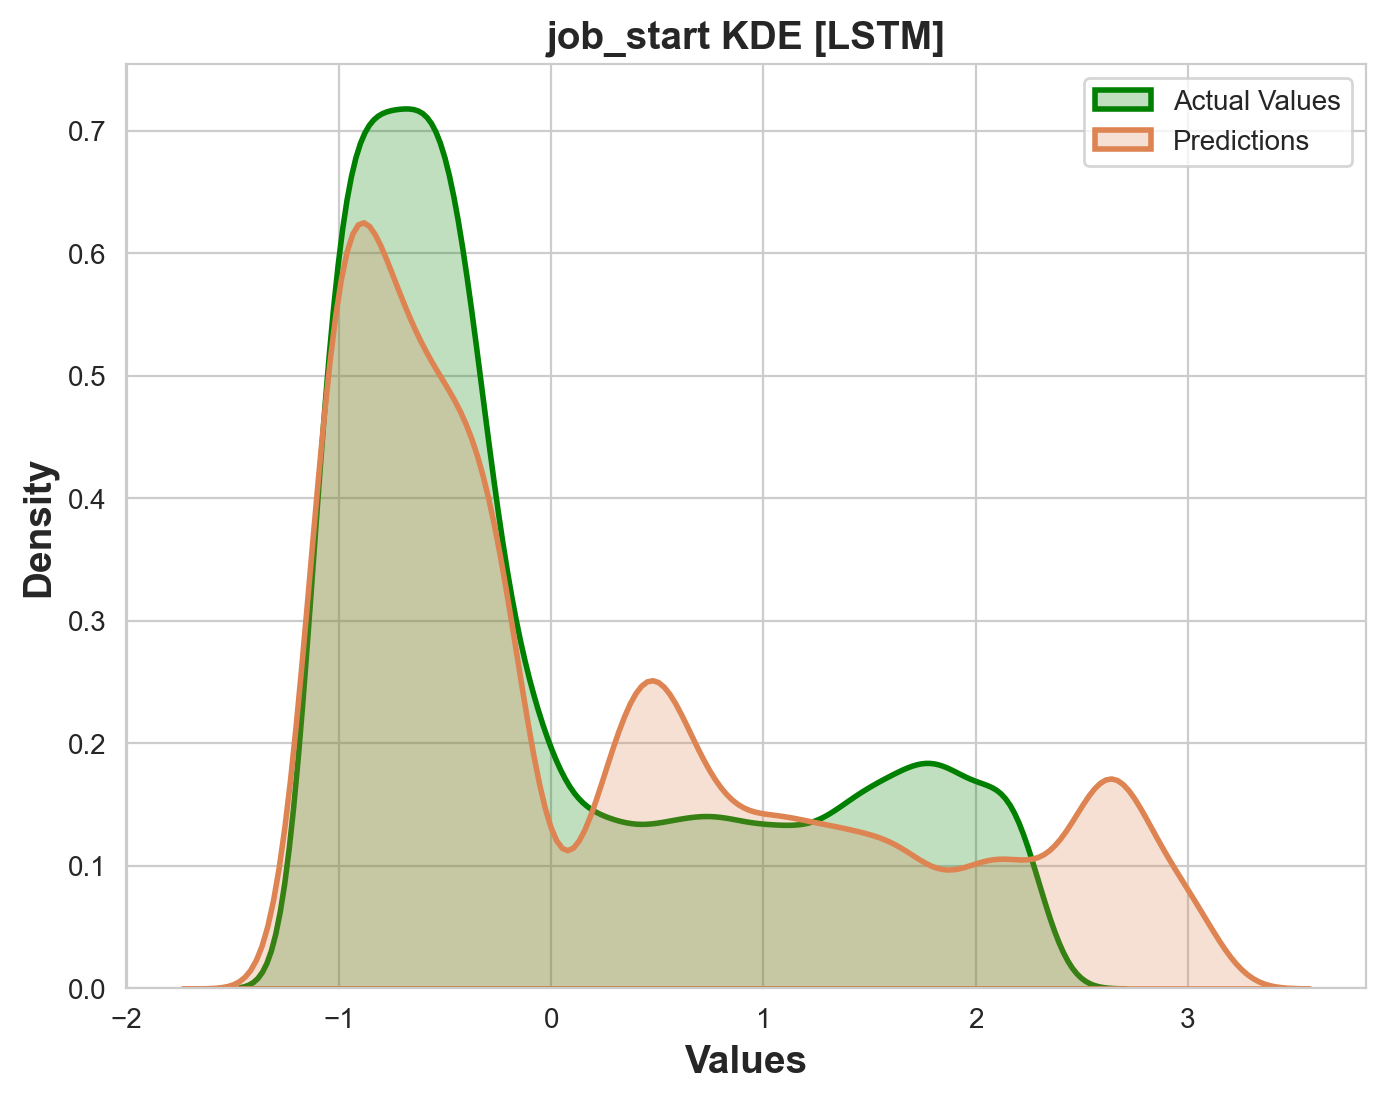 job_start KDE [LSTM]
Actual Values
Predictions
Density
0.7
0.6
0.5
0.4
0.3
0.2
0.1
0.0
−2 −1 0 1 2 3
Values